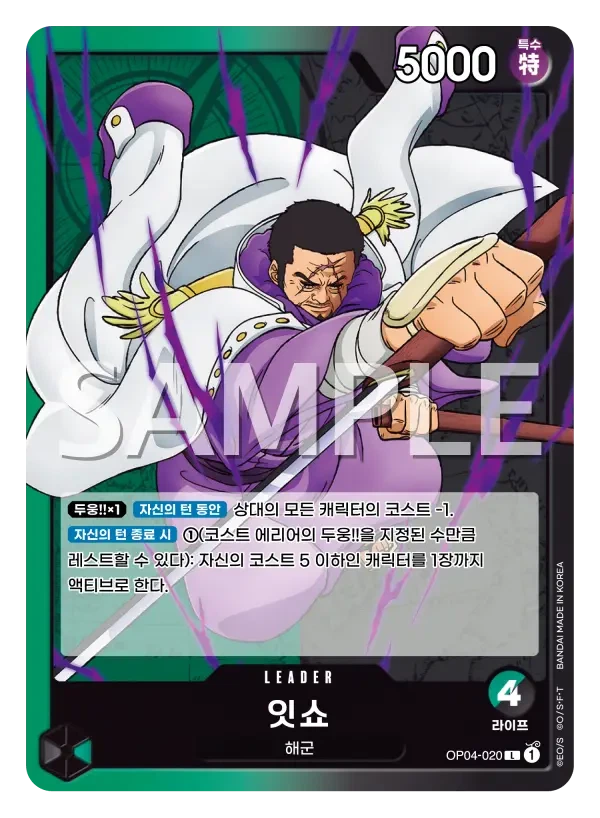 5000
특수
特
SAMPLE
두웅!!×1 자신의 턴 동안 상대의 모든 캐릭터의 코스트 -1.
자신의 턴 종료 시 ①(코스트 에리어의 두웅!!을 지정된 수만큼
레스트할 수 있다): 자신의 코스트 5 이하인 캐릭터를 1장까지
액티브로 한다.
LEADER
4
잇쇼
라이프
해군
OP04-020 L 1
©E.O/S ©O/S·F·T BANDAI MADE IN KOREA